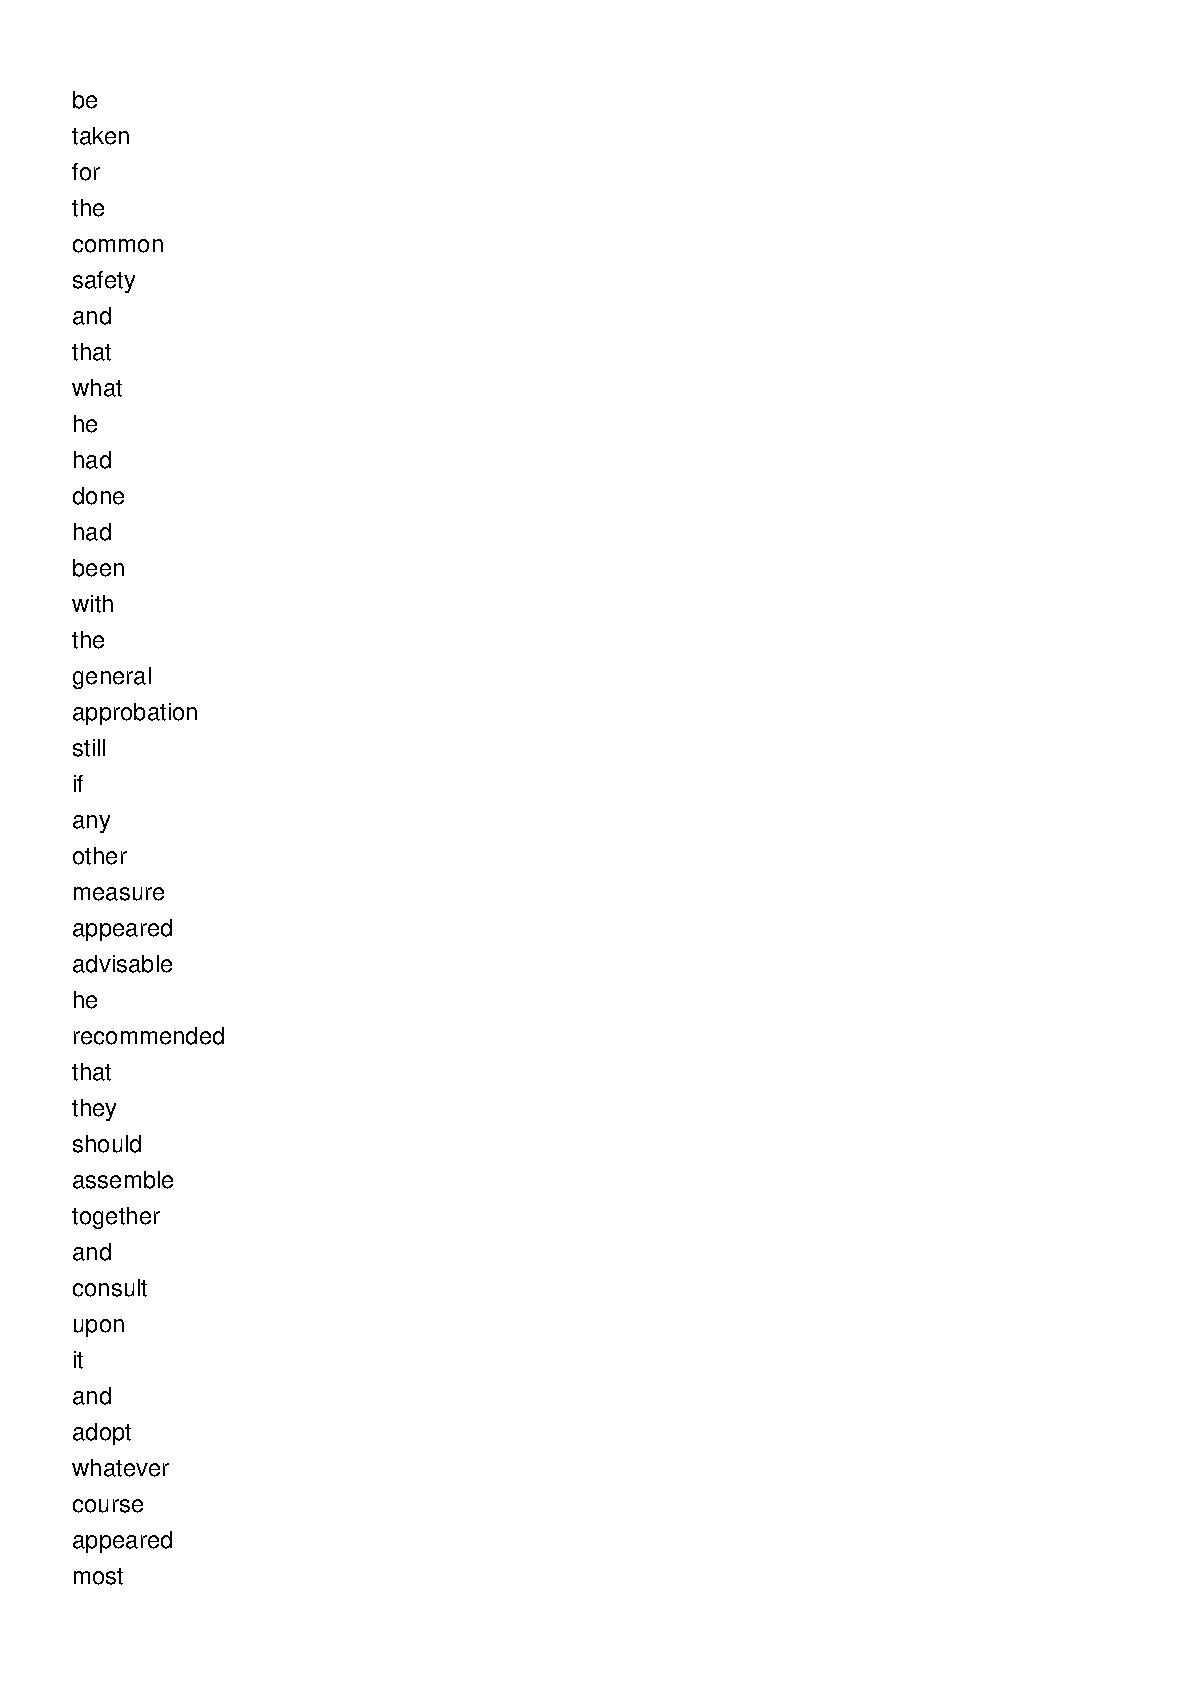 be
taken
for
the
common
safety
and
that
what
he
had
done
had
been
with
the
general
approbation
still
if
any
other
measure
appeared
advisable
he
recommended
that
they
should
assemble
together
and
consult
upon
it
and
adopt
whatever
course
appeared
most